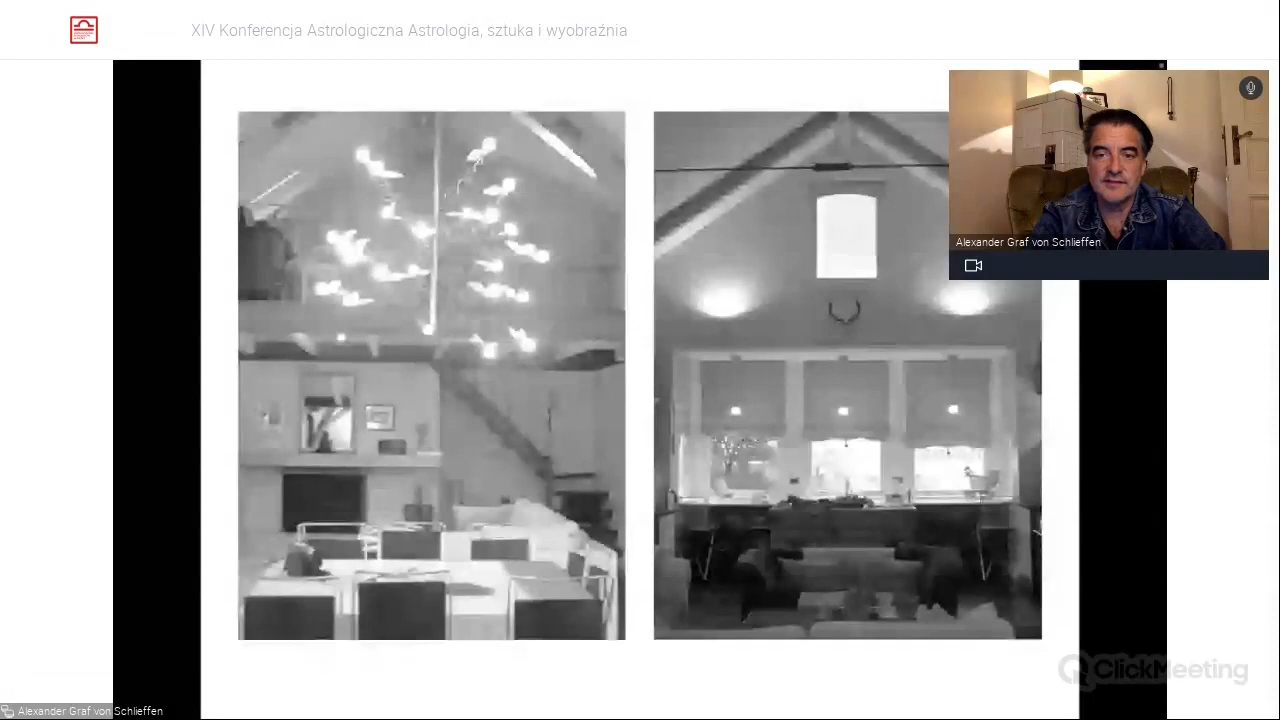 XIV Konferencja Astrologiczna Astrologia, sztuka i wyobraźnia
Alexander Graf von Schlieffen
ClickMeeting
Alexander Graf von Schlieffen